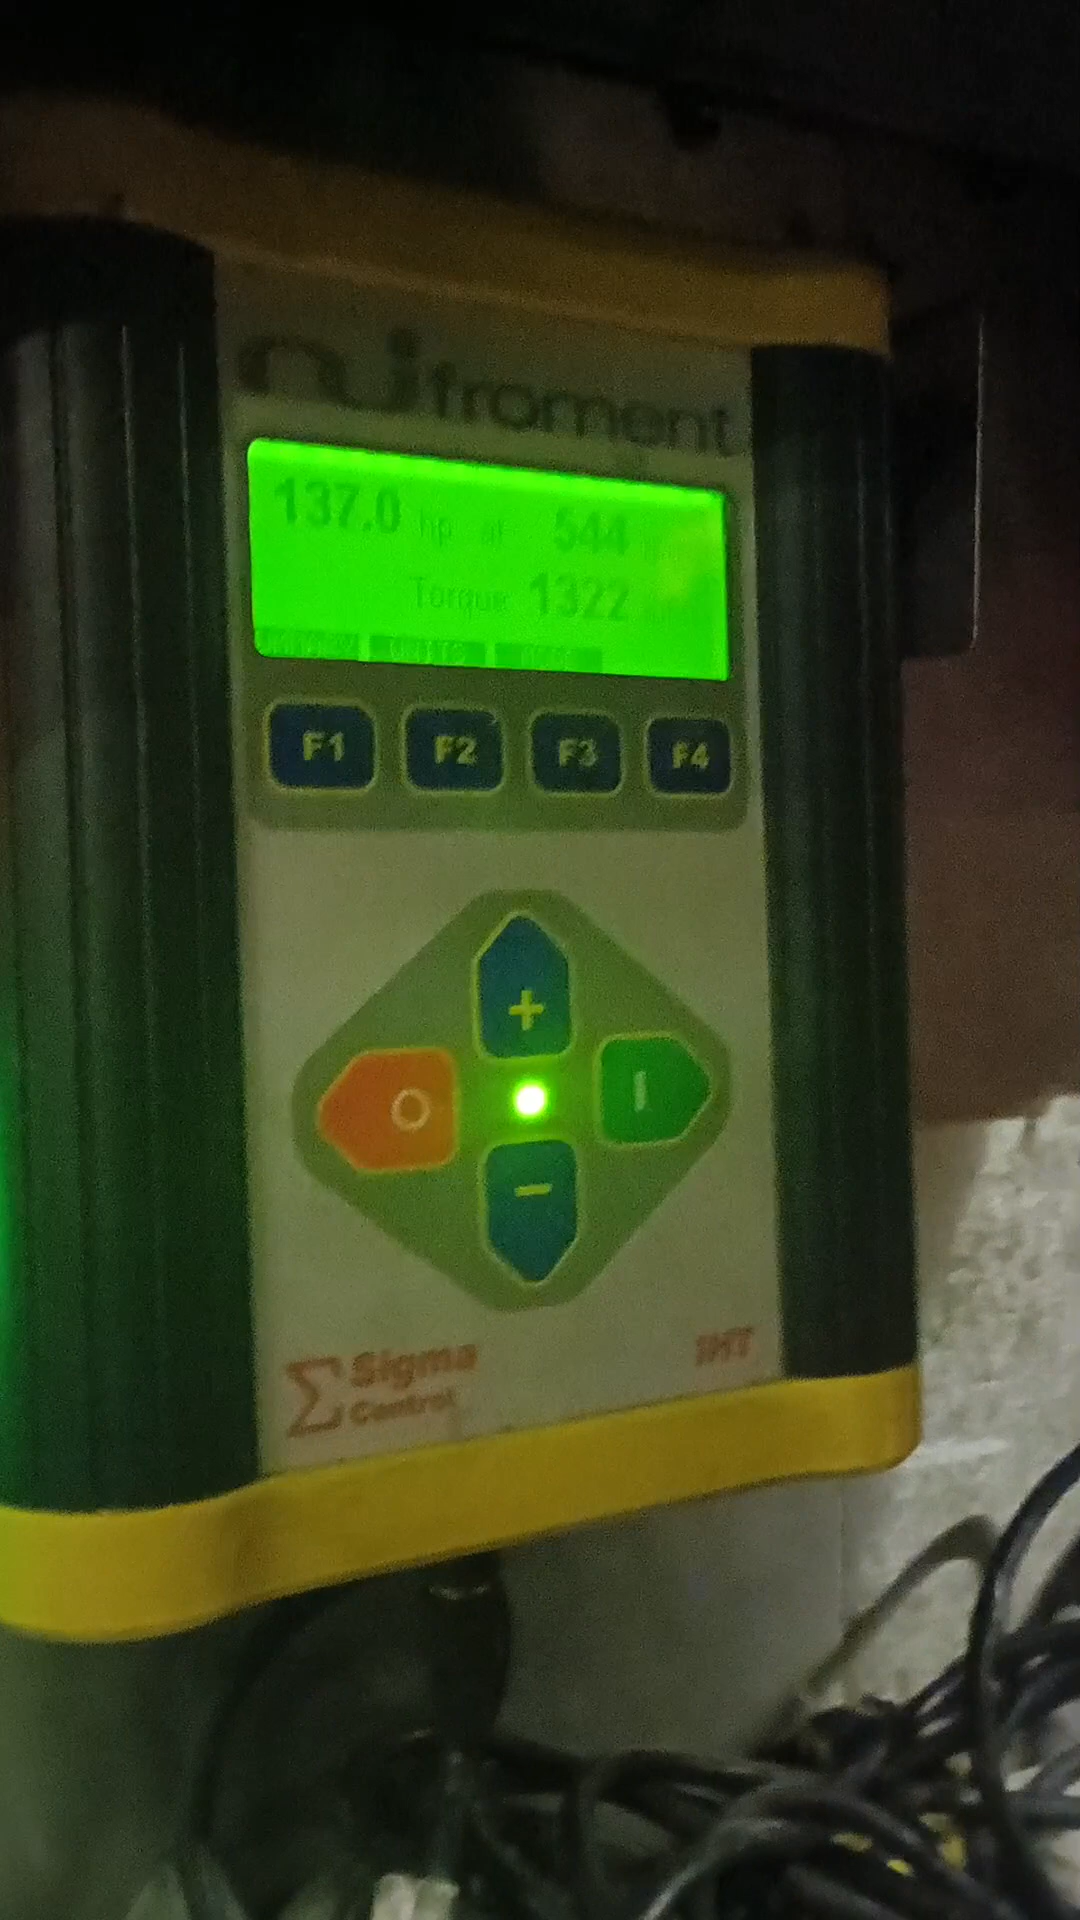 froment
137.0 hp at 544
Torque 1322
F1 F2 F3 F4
+
O I
−
Σ Sigma
Control